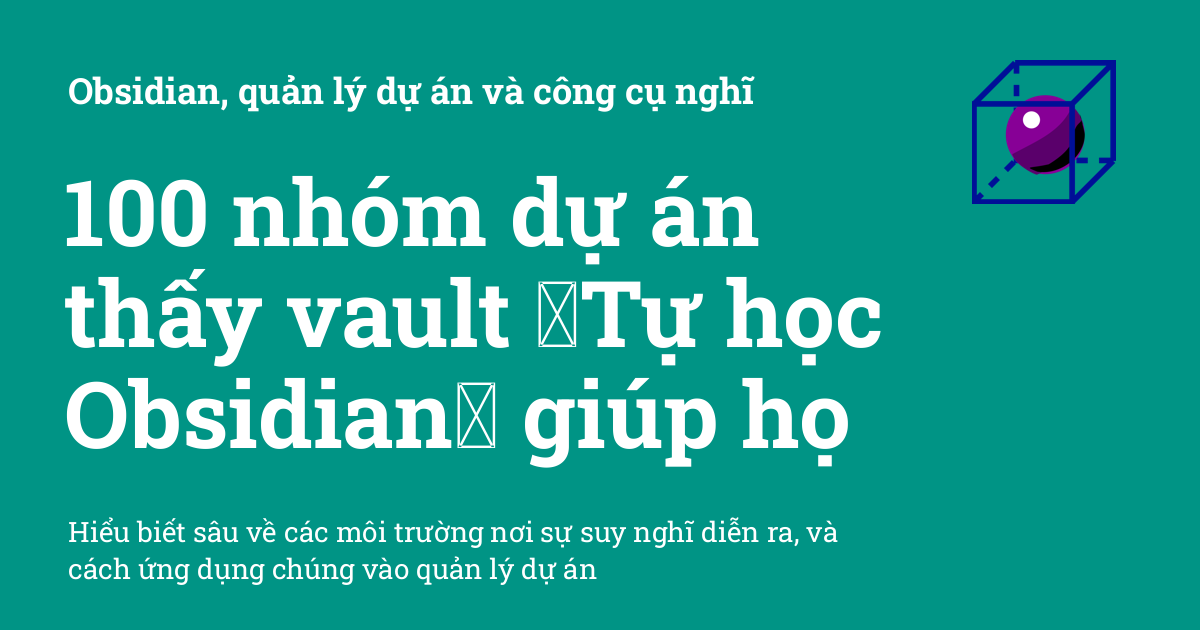 Obsidian, quản lý dự án và công cụ nghĩ
100 nhóm dự án
thấy vault Tự học
Obsidian giúp họ
Hiểu biết sâu về các môi trường nơi sự suy nghĩ diễn ra, và
cách ứng dụng chúng vào quản lý dự án